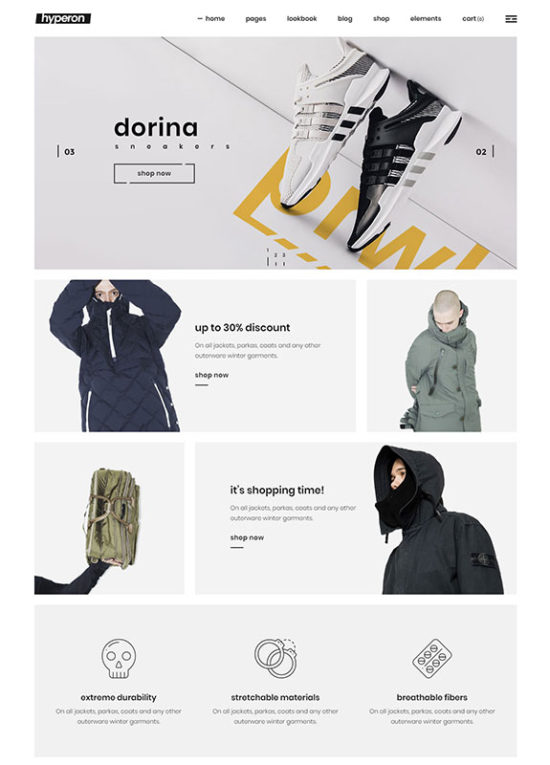 hyperon
home pages lookbook blog shop elements cart(0)
dorina
sneakers
shop now
03
02
1 2 3
up to 30% discount
On all jackets, parkas, coats and any other
outerware winter garments.
shop now
it's shopping time!
On all jackets, parkas, coats and any other
outerware winter garments.
shop now
extreme durability
On all jackets, parkas, coats and any other
outerware winter garments.
stretchable materials
On all jackets, parkas, coats and any other
outerware winter garments.
breathable fibers
On all jackets, parkas, coats and any other
outerware winter garments.